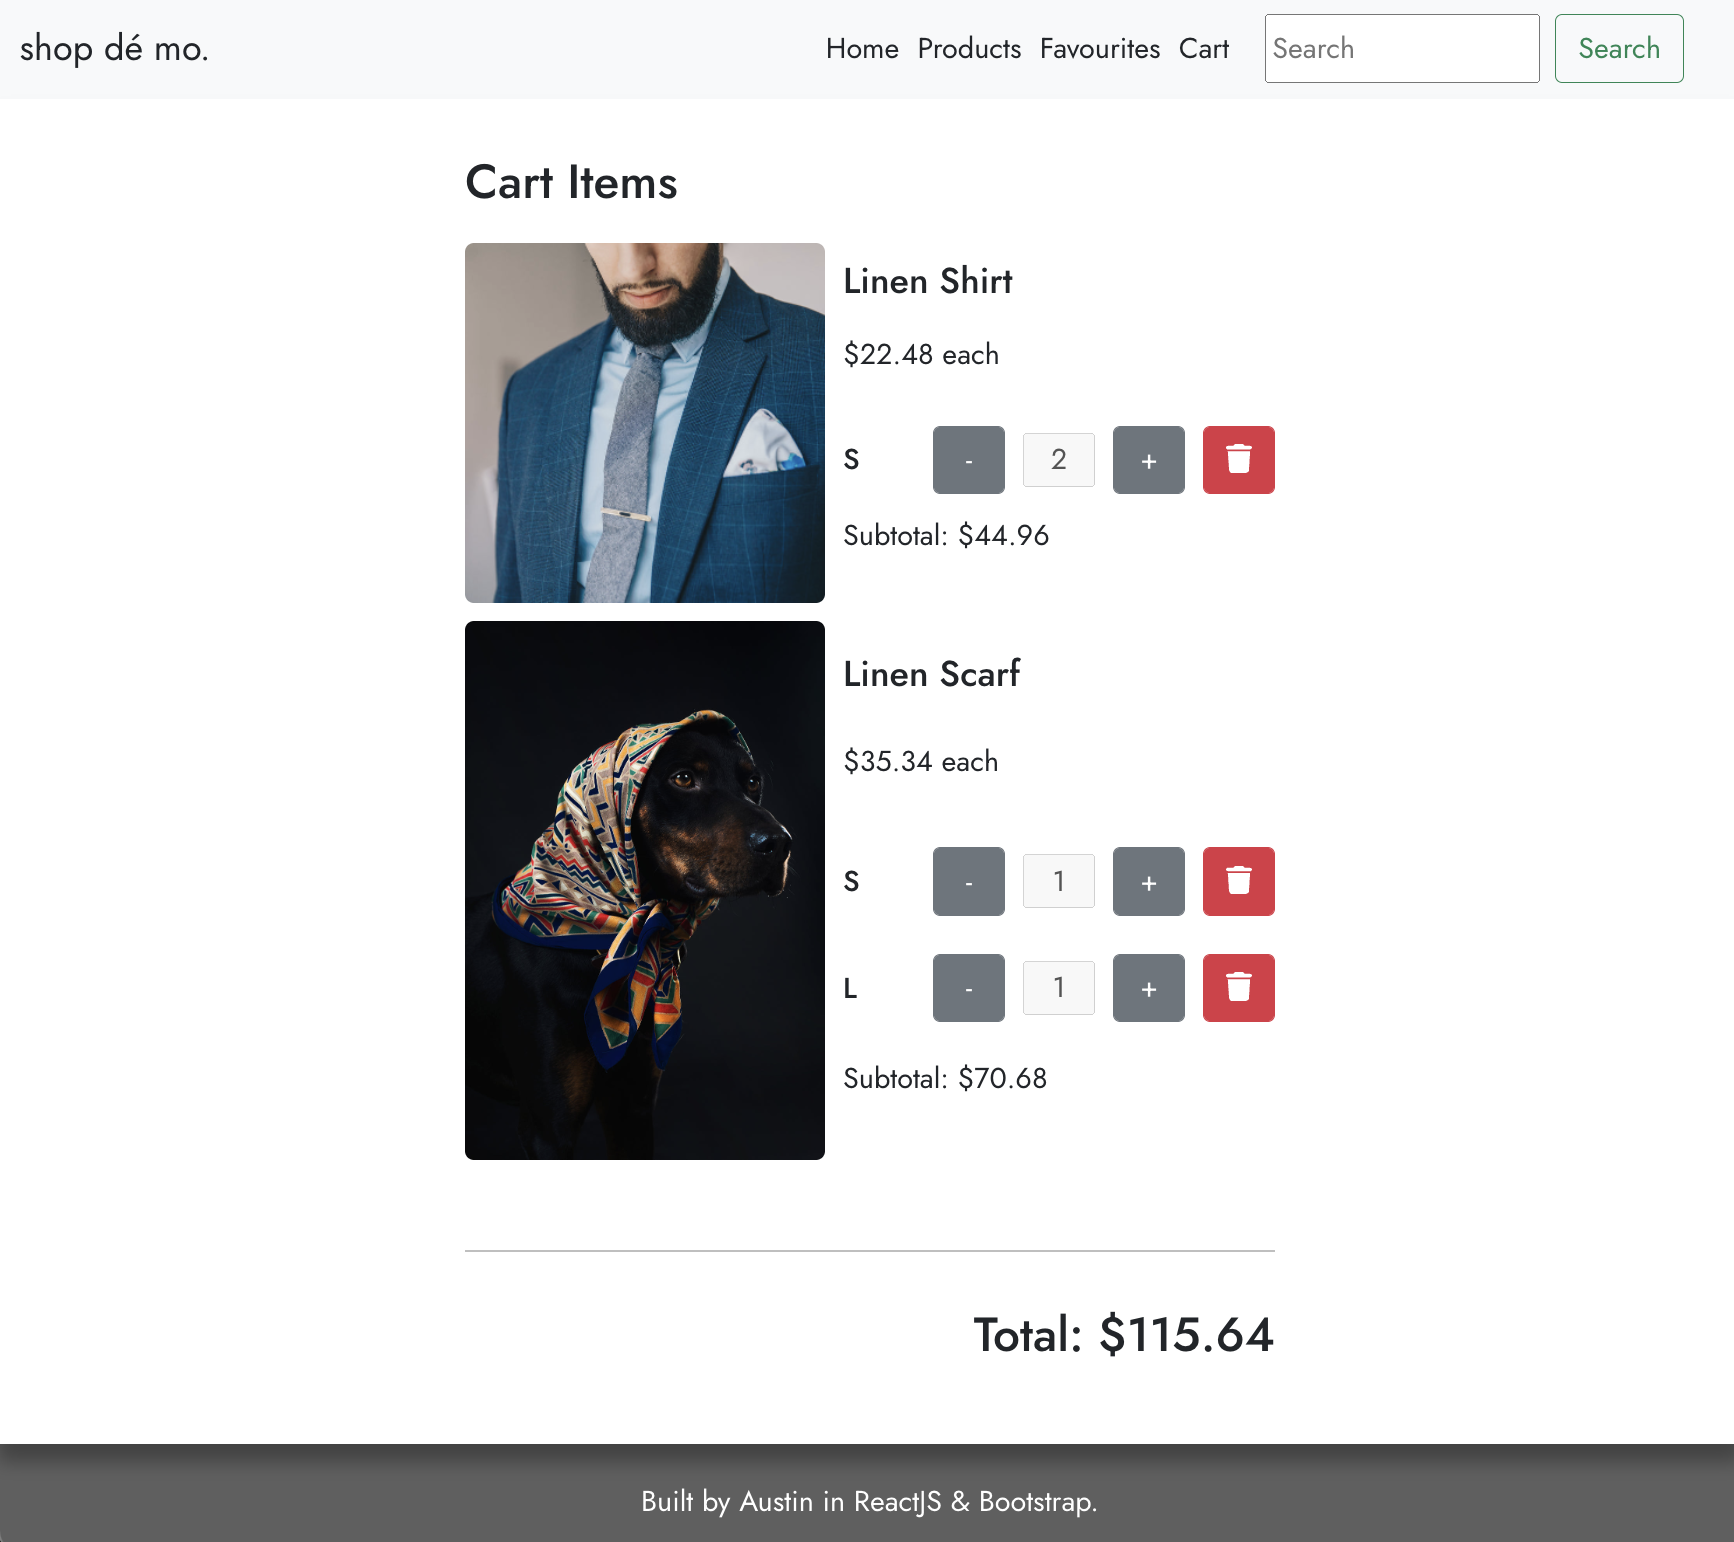 shop dé mo.
Home Products Favourites Cart Search Search
Cart Items
Linen Shirt
$22.48 each
S - 2 +
Subtotal: $44.96
Linen Scarf
$35.34 each
S - 1 +
L - 1 +
Subtotal: $70.68
Total: $115.64
Built by Austin in ReactJS & Bootstrap.